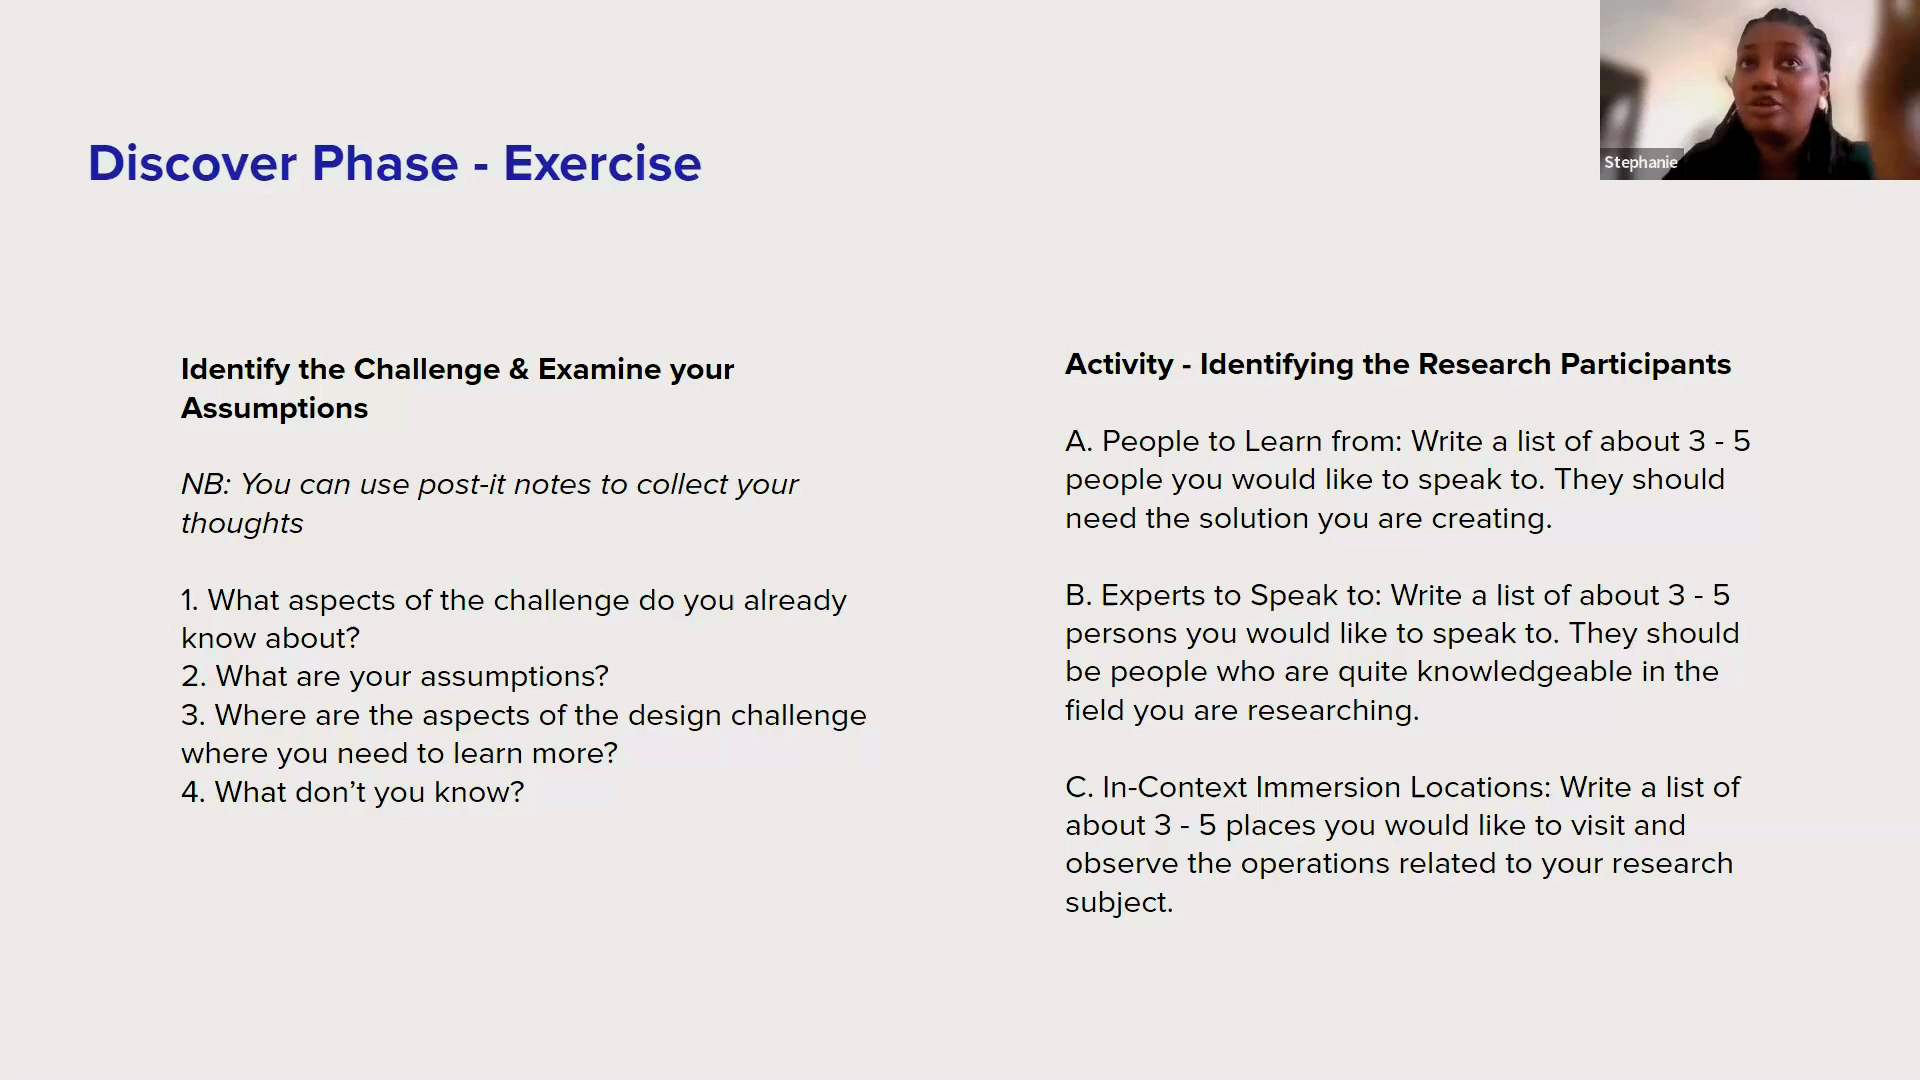 Discover Phase - Exercise
Stephanie
Identify the Challenge & Examine your
Assumptions
NB: You can use post-it notes to collect your
thoughts
1. What aspects of the challenge do you already
know about?
2. What are your assumptions?
3. Where are the aspects of the design challenge
where you need to learn more?
4. What don’t you know?
Activity - Identifying the Research Participants
A. People to Learn from: Write a list of about 3 - 5
people you would like to speak to. They should
need the solution you are creating.
B. Experts to Speak to: Write a list of about 3 - 5
persons you would like to speak to. They should
be people who are quite knowledgeable in the
field you are researching.
C. In-Context Immersion Locations: Write a list of
about 3 - 5 places you would like to visit and
observe the operations related to your research
subject.